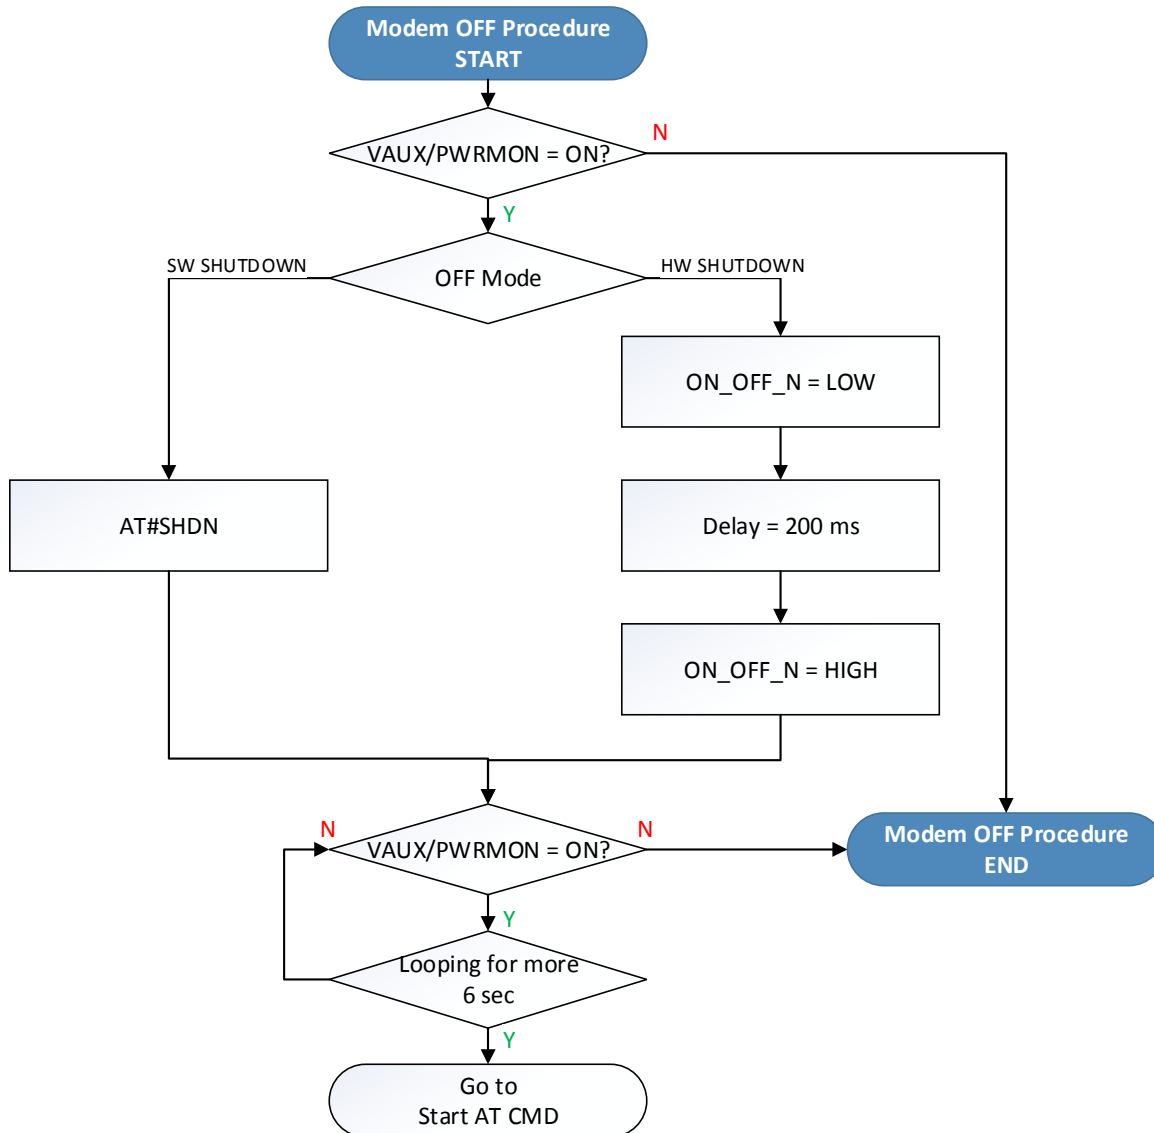 Modem OFF Procedure
START
VAUX/PWRMON = ON?
N
Y
SW SHUTDOWN
OFF Mode
HW SHUTDOWN
ON_OFF_N = LOW
AT#SHDN
Delay = 200 ms
ON_OFF_N = HIGH
N
VAUX/PWRMON = ON?
N
Modem OFF Procedure
END
Y
Looping for more
6 sec
Y
Go to
Start AT CMD